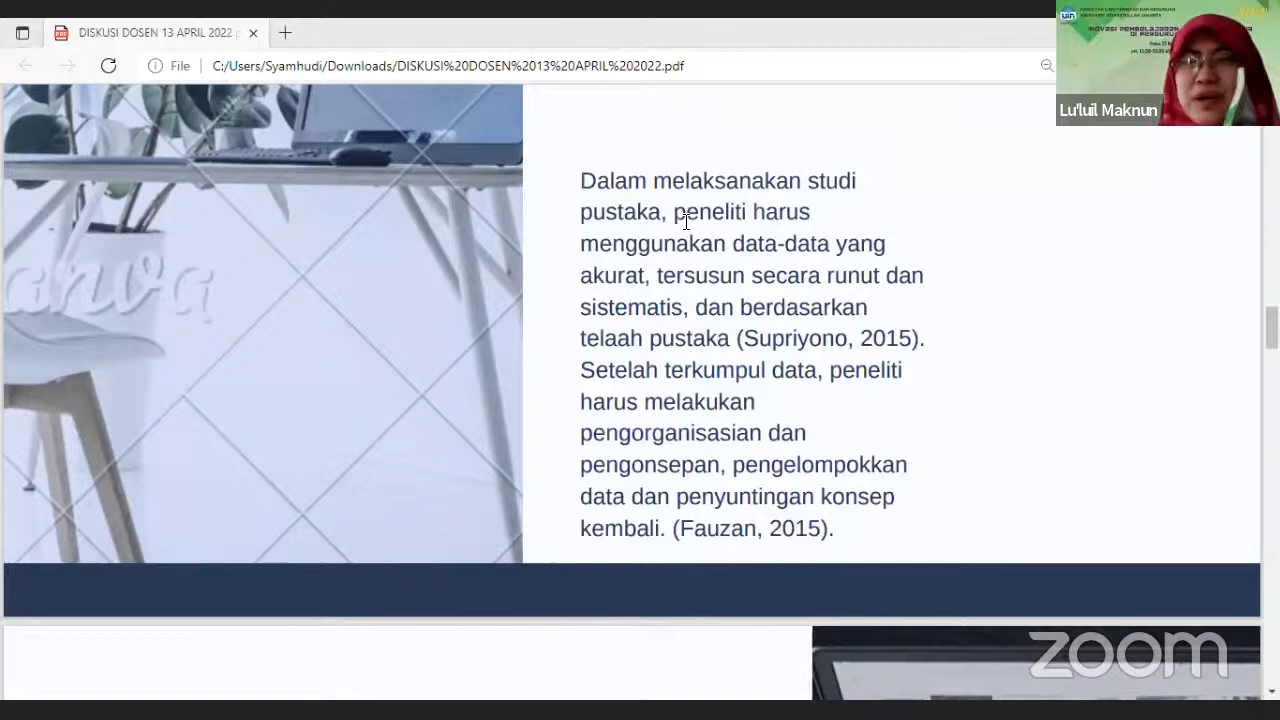 DISKUSI DOSEN 13 APRIL 2022
File
C:/Users/Syamhudi/Downloads/DISKUSI%20DOSEN%2013%20APRIL%202022.pdf
Lu'luil Maknun
Dalam melaksanakan studi
pustaka, peneliti harus
menggunakan data-data yang
akurat, tersusun secara runut dan
sistematis, dan berdasarkan
telaah pustaka (Supriyono, 2015).
Setelah terkumpul data, peneliti
harus melakukan
pengorganisasian dan
pengonsepan, pengelompokkan
data dan penyuntingan konsep
kembali. (Fauzan, 2015).
zoom